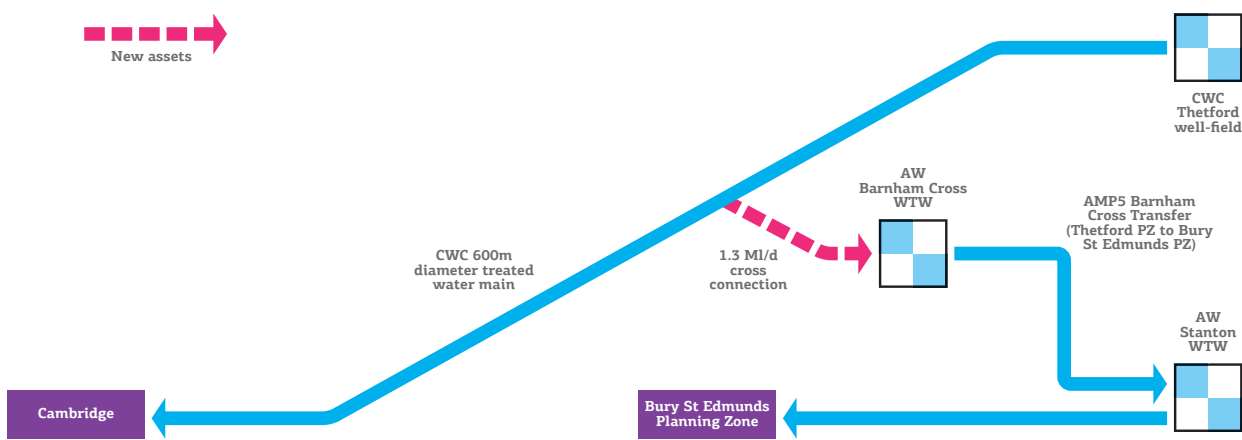 New assets
CWC
Thetford
well-field
AW
Barnham Cross
WTW
AMP5 Barnham
Cross Transfer
(Thetford PZ to Bury
St Edmunds PZ)
CWC 600m
diameter treated
water main
1.3 Ml/d
cross
connection
AW
Stanton
WTW
Cambridge
Bury St Edmunds
Planning Zone